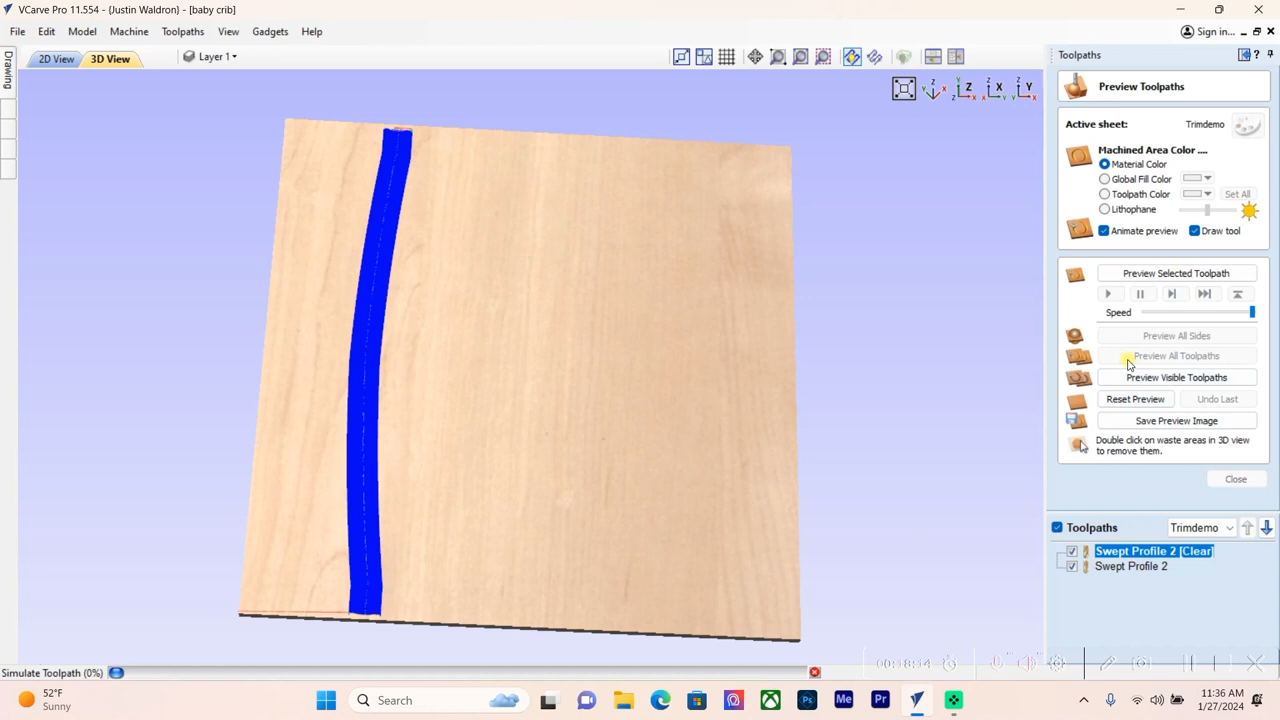 VCarve Pro 11.554 - {Justin Waldron} - [baby crib]
File Edit Model Machine Toolpaths View Gadgets Help
Sign in...
Drawing
2D View 3D View Layer 1
Toolpaths
Z X Y
Preview Toolpaths
Active sheet: Trimdemo
Machined Area Color ....
Material Color
Global Fill Color
Toolpath Color Set All
Lithophane
Animate preview Draw tool
Preview Selected Toolpath
Speed
Preview All Sides
Preview All Toolpaths
Preview Visible Toolpaths
Reset Preview Undo Last
Save Preview Image
Double click on waste areas in 3D view
to remove them.
Close
Toolpaths Trimdemo
Swept Profile 2 [Clear]
Swept Profile 2
Simulate Toolpath (0%)
52°F
Sunny
Search
Ps Me Pr
11:36 AM
1/27/2024